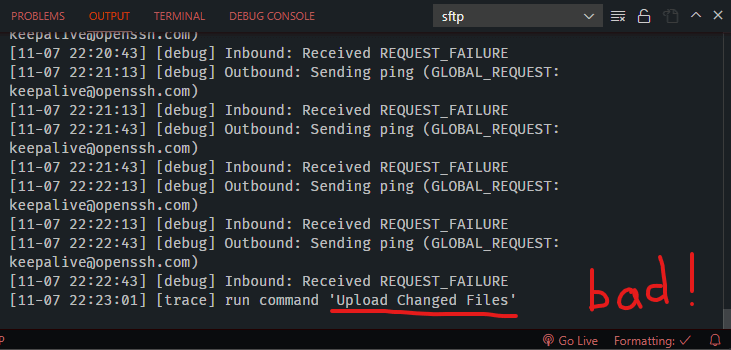 PROBLEMS OUTPUT TERMINAL DEBUG CONSOLE sftp
keepalive@openssh.com)
[11-07 22:20:43] [debug] Inbound: Received REQUEST_FAILURE
[11-07 22:21:13] [debug] Outbound: Sending ping (GLOBAL_REQUEST:
keepalive@openssh.com)
[11-07 22:21:13] [debug] Inbound: Received REQUEST_FAILURE
[11-07 22:21:43] [debug] Outbound: Sending ping (GLOBAL_REQUEST:
keepalive@openssh.com)
[11-07 22:21:43] [debug] Inbound: Received REQUEST_FAILURE
[11-07 22:22:13] [debug] Outbound: Sending ping (GLOBAL_REQUEST:
keepalive@openssh.com)
[11-07 22:22:13] [debug] Inbound: Received REQUEST_FAILURE
[11-07 22:22:43] [debug] Outbound: Sending ping (GLOBAL_REQUEST:
keepalive@openssh.com)
[11-07 22:22:43] [debug] Inbound: Received REQUEST_FAILURE
[11-07 22:23:01] [trace] run command 'Upload Changed Files'
bad!
Go Live Formatting: ✓